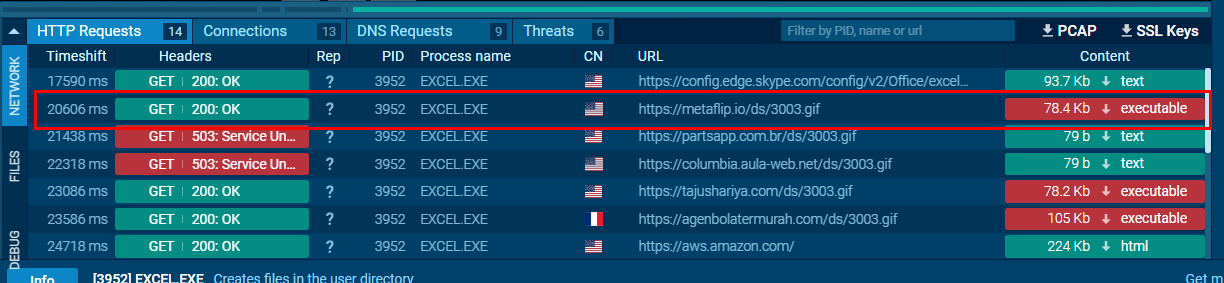 HTTP Requests 14 Connections 13 DNS Requests 9 Threats 6 Filter by PID, name or url PCAP SSL Keys
Timeshift Headers Rep PID Process name CN URL Content
NETWORK
FILES
DEBUG
17590 ms GET 200: OK ? 3952 EXCEL.EXE https://config.edge.skype.com/config/v2/Office/excel... 93.7 Kb text
20606 ms GET 200: OK ? 3952 EXCEL.EXE https://metaflip.io/ds/3003.gif 78.4 Kb executable
21438 ms GET 503: Service Un... ? 3952 EXCEL.EXE https://partsapp.com.br/ds/3003.gif 79 b text
22318 ms GET 503: Service Un... ? 3952 EXCEL.EXE https://columbia.aula-web.net/ds/3003.gif 79 b text
23086 ms GET 200: OK ? 3952 EXCEL.EXE https://tajushariya.com/ds/3003.gif 78.2 Kb executable
23586 ms GET 200: OK ? 3952 EXCEL.EXE https://agenbolatermurah.com/ds/3003.gif 105 Kb executable
24718 ms GET 200: OK ? 3952 EXCEL.EXE https://aws.amazon.com/ 224 Kb html
Info [3952] EXCEL.EXE Creates files in the user directory Get m